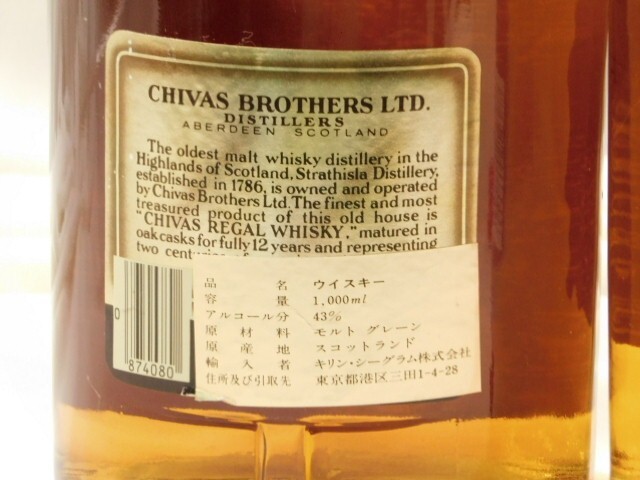 CHIVAS BROTHERS LTD.
DISTILLERS
ABERDEEN SCOTLAND
The oldest malt whisky distillery in the
Highlands of Scotland, Strathisla Distillery,
established in 1786, is owned and operated
by Chivas Brothers Ltd. The finest and most
treasured product of this old house is
"CHIVAS REGAL WHISKY," matured in
oak casks for fully 12 years and representing
two
品名 ウイスキー
容量 1,000ml
アルコール分 43%
原材料 モルト グレーン
原産地 スコットランド
輸入者 キリン・シーグラム株式会社
住所及び引取先 東京都港区三田1-4-28
0
874080